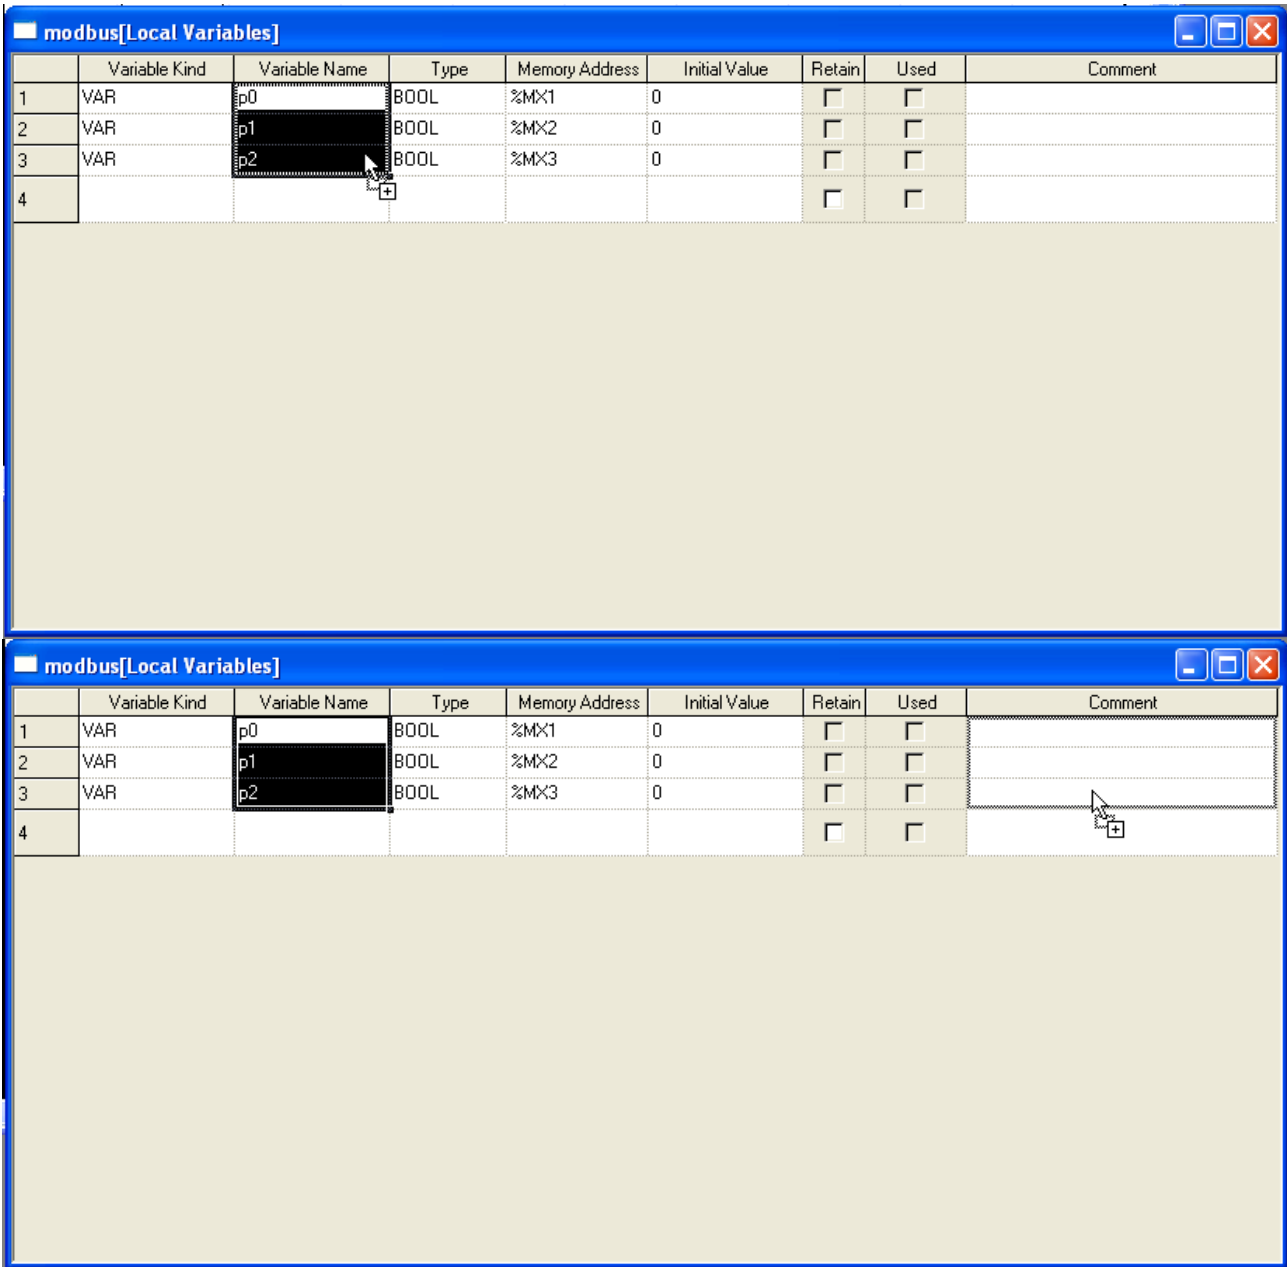 modbus[Local Variables]
Variable Kind Variable Name Type Memory Address Initial Value Retain Used Comment
1 VAR p0 BOOL %MX1 0
2 VAR p1 BOOL %MX2 0
3 VAR p2 BOOL %MX3 0
4
modbus[Local Variables]
Variable Kind Variable Name Type Memory Address Initial Value Retain Used Comment
1 VAR p0 BOOL %MX1 0
2 VAR p1 BOOL %MX2 0
3 VAR p2 BOOL %MX3 0
4